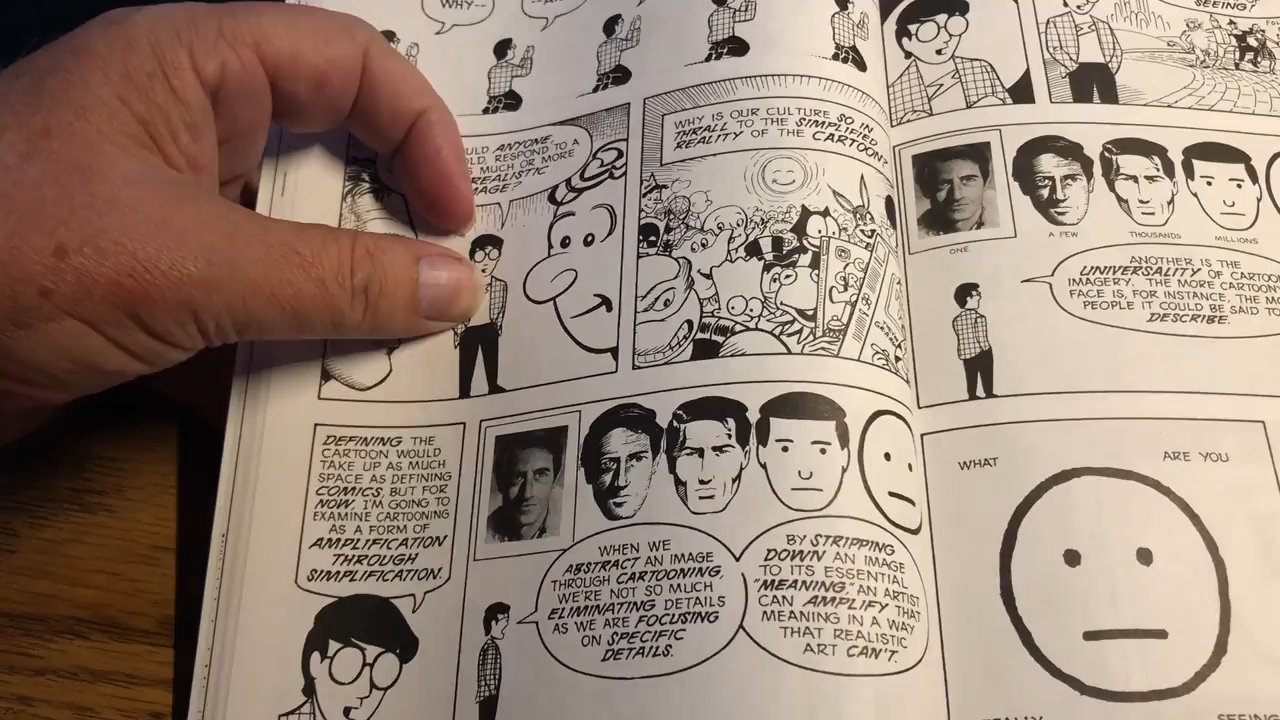 WHY--
SEEING?
ULD ANYONE,
OLD, RESPOND TO A
MUCH OR MORE
REALISTIC
AGE?
WHY IS OUR CULTURE SO IN
THRALL TO THE SIMPLIFIED
REALITY OF THE CARTOON?
DEFINING THE
CARTOON WOULD
TAKE UP AS MUCH
SPACE AS DEFINING
COMICS, BUT FOR
NOW, I'M GOING TO
EXAMINE CARTOONING
AS A FORM OF
AMPLIFICATION
THROUGH
SIMPLIFICATION.
WHEN WE
ABSTRACT AN IMAGE
THROUGH CARTOONING,
WE'RE NOT SO MUCH
ELIMINATING DETAILS
AS WE ARE FOCUSING
ON SPECIFIC
DETAILS.
BY STRIPPING
DOWN AN IMAGE
TO ITS ESSENTIAL
"MEANING," AN ARTIST
CAN AMPLIFY THAT
MEANING IN A WAY
THAT REALISTIC
ART CAN'T.
ONE
A FEW
THOUSANDS
MILLIONS
ANOTHER IS THE
UNIVERSALITY OF CARTOO
IMAGERY. THE MORE CARTOONY
FACE IS, FOR INSTANCE, THE MO
PEOPLE IT COULD BE SAID TO
DESCRIBE.
WHAT
ARE YOU
REALLY
SEEING